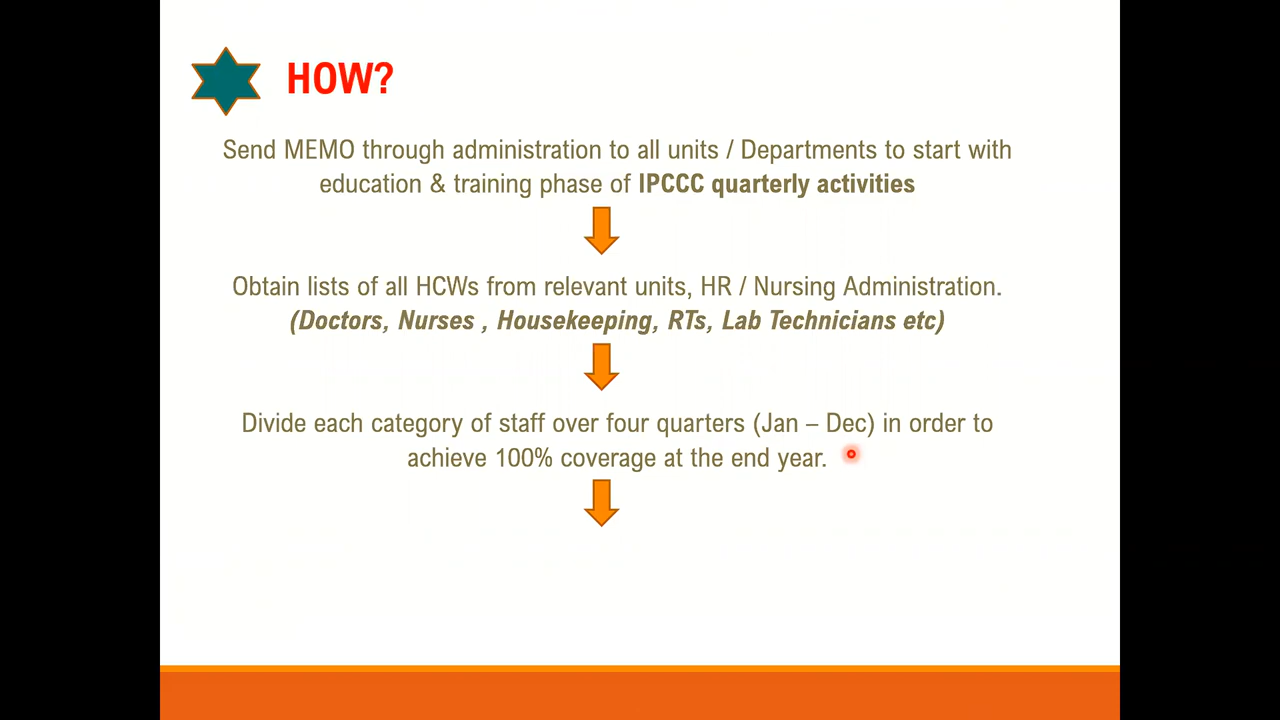 HOW?
Send MEMO through administration to all units / Departments to start with
education & training phase of IPCCC quarterly activities
Obtain lists of all HCWs from relevant units, HR / Nursing Administration.
(Doctors, Nurses , Housekeeping, RTs, Lab Technicians etc)
Divide each category of staff over four quarters (Jan – Dec) in order to
achieve 100% coverage at the end year.